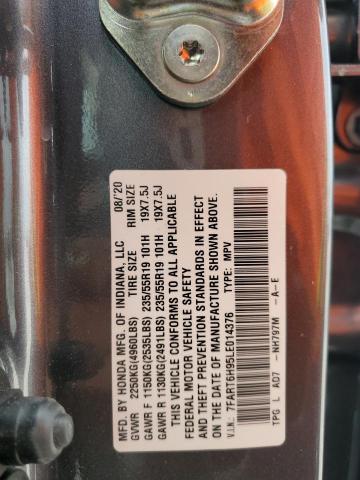 MFD. BY HONDA MFG. OF INDIANA, LLC 08/'20
GVWR 2250KG(4960LBS) TIRE SIZE RIM SIZE
GAWR F 1150KG(2535LBS) 235/55R19 101H 19X7.5J
GAWR R 1130KG(2491LBS) 235/55R19 101H 19X7.5J
THIS VEHICLE CONFORMS TO ALL APPLICABLE
FEDERAL MOTOR VEHICLE SAFETY
AND THEFT PREVENTION STANDARDS IN EFFECT
ON THE DATE OF MANUFACTURE SHOWN ABOVE.
V.I.N. 7FART6H95LE014376 TYPE: MPV
TPG L AD7 -NH797M -A-E